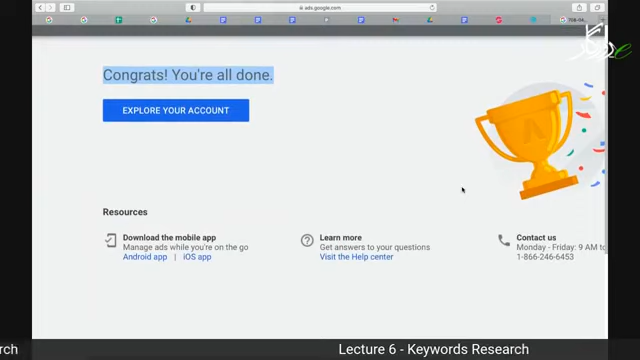 ads.google.com
708-04...
Congrats! You're all done.
EXPLORE YOUR ACCOUNT
Resources
Download the mobile app
Manage ads while you're on the go
Android app | iOS app
Learn more
Get answers to your questions
Visit the Help center
Contact us
Monday - Friday: 9 AM to
1-866-246-6453
rch
Lecture 6 - Keywords Research